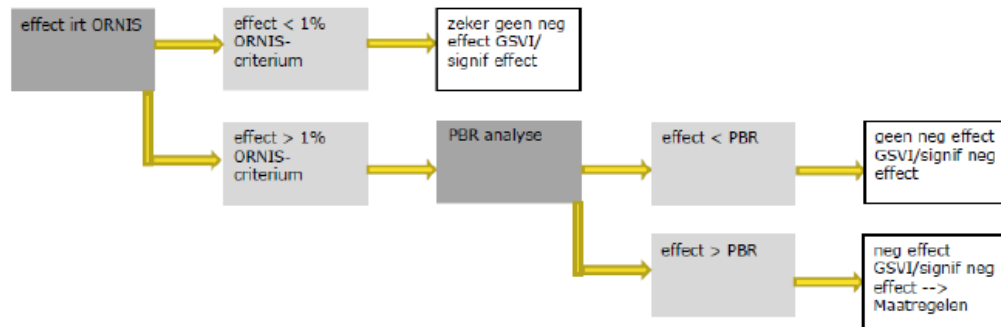 effect irt ORNIS
effect < 1%
ORNIS-
criterium
zeker geen neg
effect GSVI/
signif effect
effect > 1%
ORNIS-
criterium
PBR analyse
effect < PBR
geen neg effect
GSVI/signif neg
effect
effect > PBR
neg effect
GSVI/signif neg
effect -->
Maatregelen